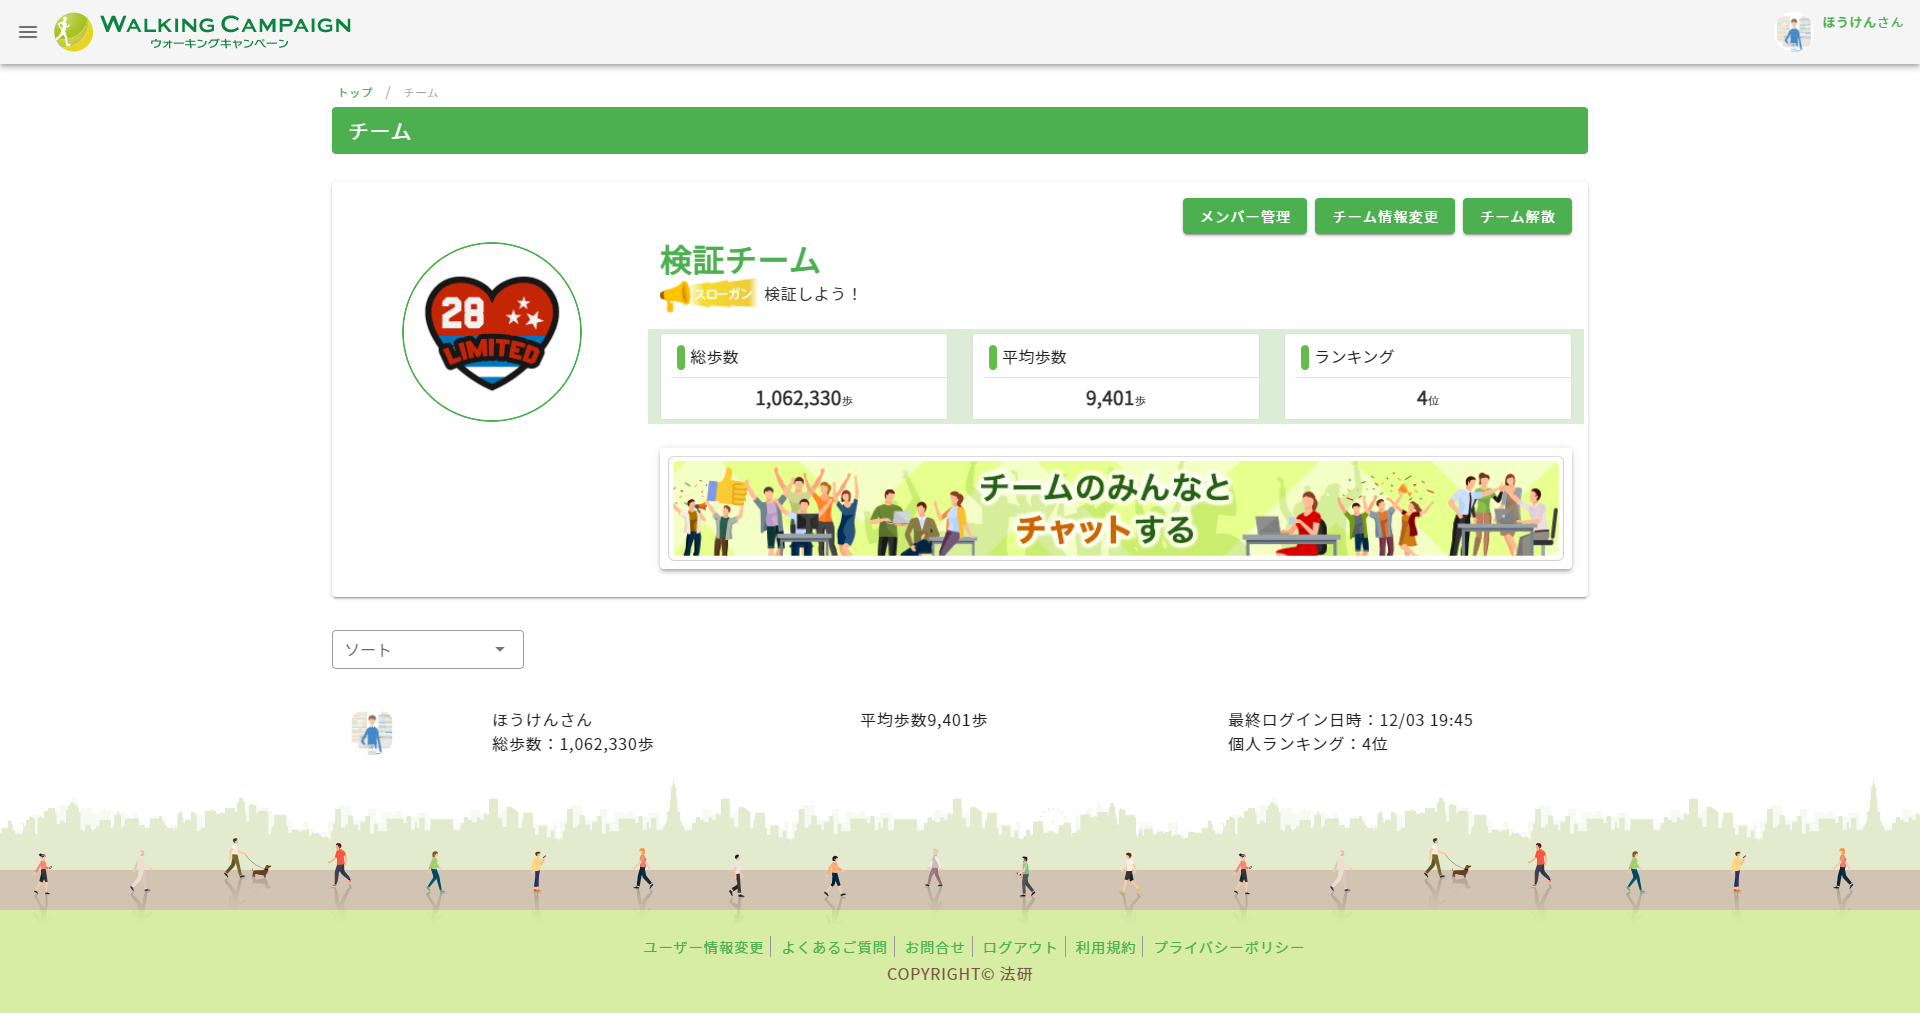 WALKING CAMPAIGN
ウォーキングキャンペーン
ほうけんさん
トップ / チーム
チーム
メンバー管理 チーム情報変更 チーム解散
28
LIMITED
検証チーム
スローガン 検証しよう！
総歩数 平均歩数 ランキング
1,062,330歩 9,401歩 4位
チームのみんなと
チャットする
ソート
ほうけんさん 平均歩数9,401歩 最終ログイン日時：12/03 19:45
総歩数：1,062,330歩 個人ランキング：4位
ユーザー情報変更 よくあるご質問 お問合せ ログアウト 利用規約 プライバシーポリシー
COPYRIGHT© 法研